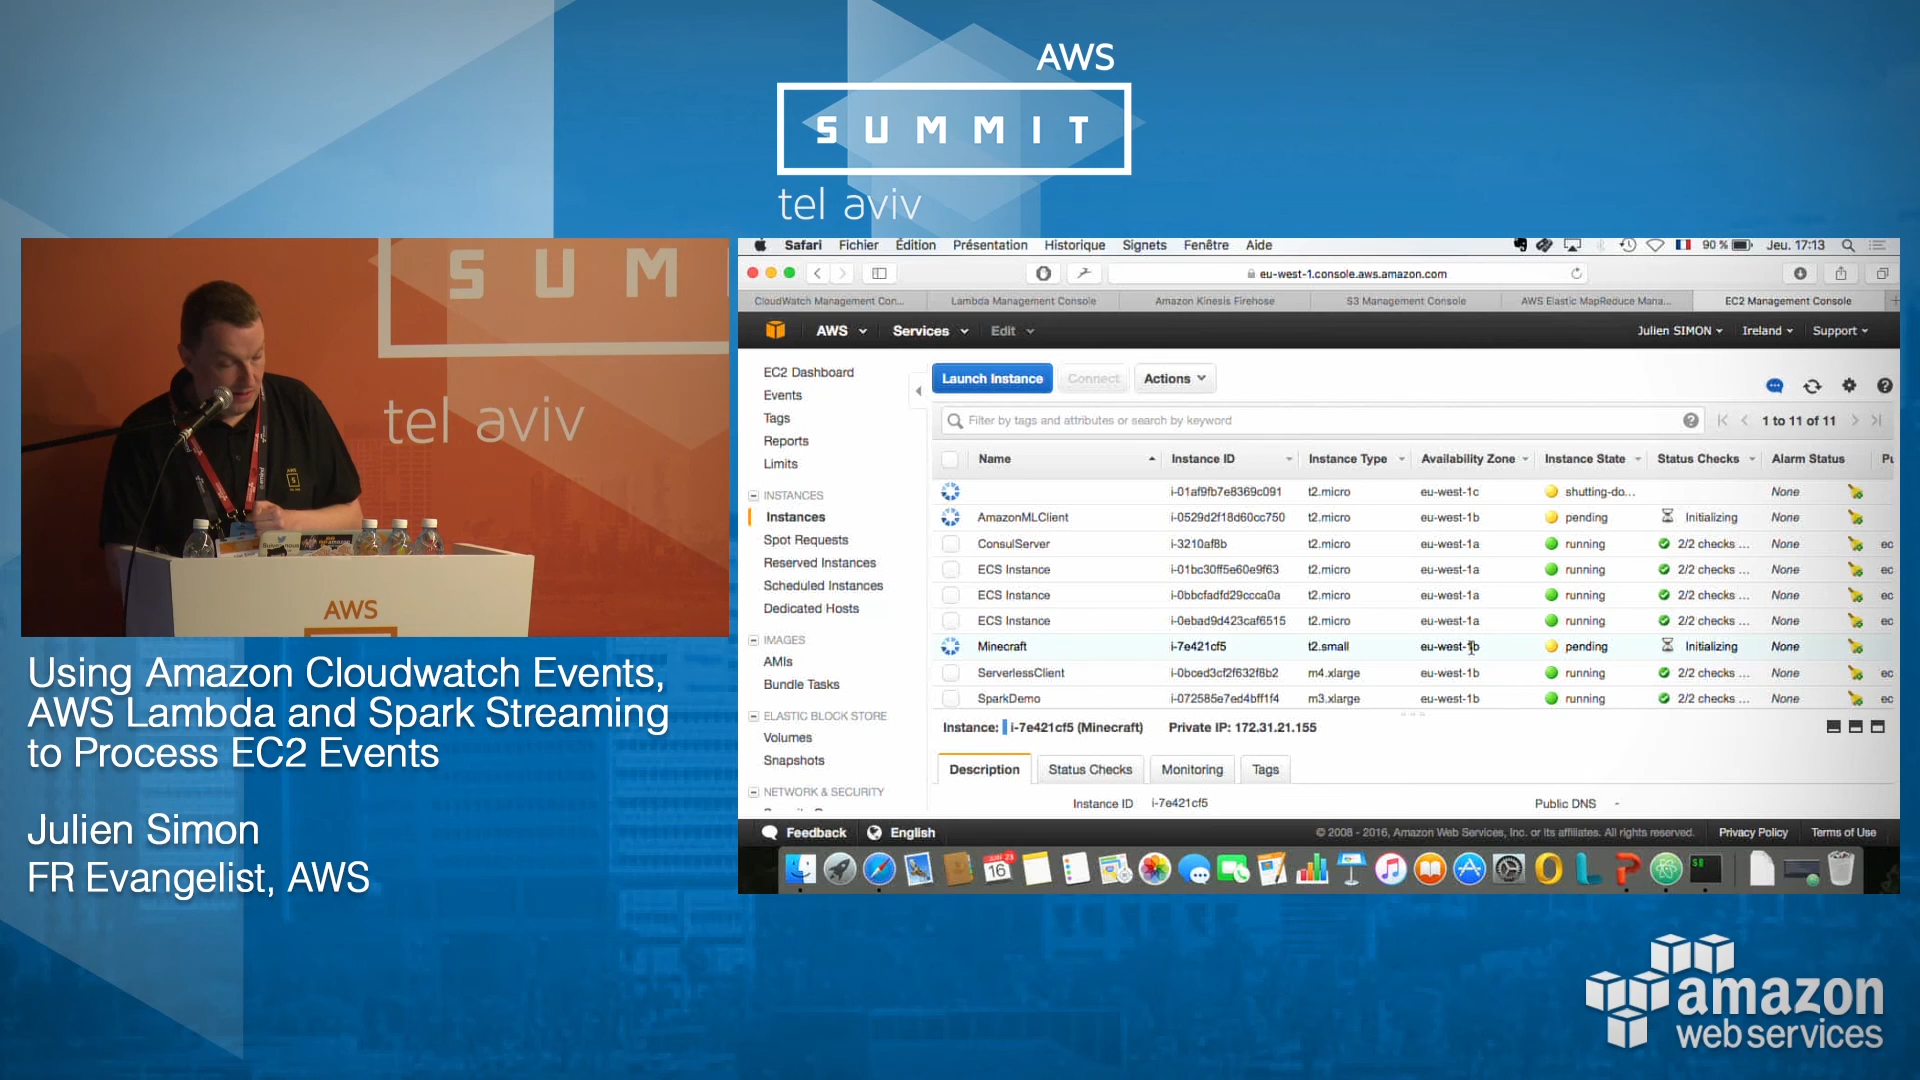 AWS
SUMMIT
tel aviv
SUM
tel aviv
AWS
Using Amazon Cloudwatch Events,
AWS Lambda and Spark Streaming
to Process EC2 Events
Julien Simon
FR Evangelist, AWS
Safari Fichier Édition Présentation Historique Signets Fenêtre Aide 90 % Jeu. 17:13
eu-west-1.console.aws.amazon.com
CloudWatch Management Con... Lambda Management Console Amazon Kinesis Firehose S3 Management Console AWS Elastic MapReduce Mana... EC2 Management Console
AWS Services Edit Julien SIMON Ireland Support
EC2 Dashboard
Events
Tags
Reports
Limits
INSTANCES
Instances
Spot Requests
Reserved Instances
Scheduled Instances
Dedicated Hosts
IMAGES
AMIs
Bundle Tasks
ELASTIC BLOCK STORE
Volumes
Snapshots
NETWORK & SECURITY
Launch Instance Connect Actions
Filter by tags and attributes or search by keyword 1 to 11 of 11
Name Instance ID Instance Type Availability Zone Instance State Status Checks Alarm Status Pu
i-01af9fb7e8369c091 t2.micro eu-west-1c shutting-do... None
AmazonMLClient i-0529d2f18d60cc750 t2.micro eu-west-1b pending Initializing None
ConsulServer i-3210af8b t2.micro eu-west-1a running 2/2 checks ... None ec
ECS Instance i-01bc30ff5e60e9f63 t2.micro eu-west-1a running 2/2 checks ... None ec
ECS Instance i-0bbcfadfd29ccca0a t2.micro eu-west-1a running 2/2 checks ... None ec
ECS Instance i-0ebad9d423caf6515 t2.micro eu-west-1a running 2/2 checks ... None ec
Minecraft i-7e421cf5 t2.small eu-west-1b pending Initializing None
ServerlessClient i-0bced3cf2f632f8b2 m4.xlarge eu-west-1b running 2/2 checks ... None ec
SparkDemo i-072585e7ed4bff1f4 m3.xlarge eu-west-1b running 2/2 checks ... None ec
Instance: i-7e421cf5 (Minecraft) Private IP: 172.31.21.155
Description Status Checks Monitoring Tags
Instance ID i-7e421cf5 Public DNS -
Feedback English © 2008 - 2016, Amazon Web Services, Inc. or its affiliates. All rights reserved. Privacy Policy Terms of Use
16
amazon
web services